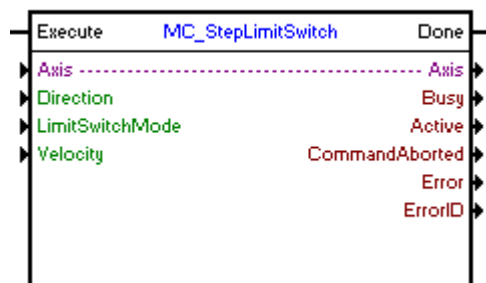 Execute MC_StepLimitSwitch Done
Axis Axis
Direction Busy
LimitSwitchMode Active
Velocity CommandAborted
Error
ErrorID